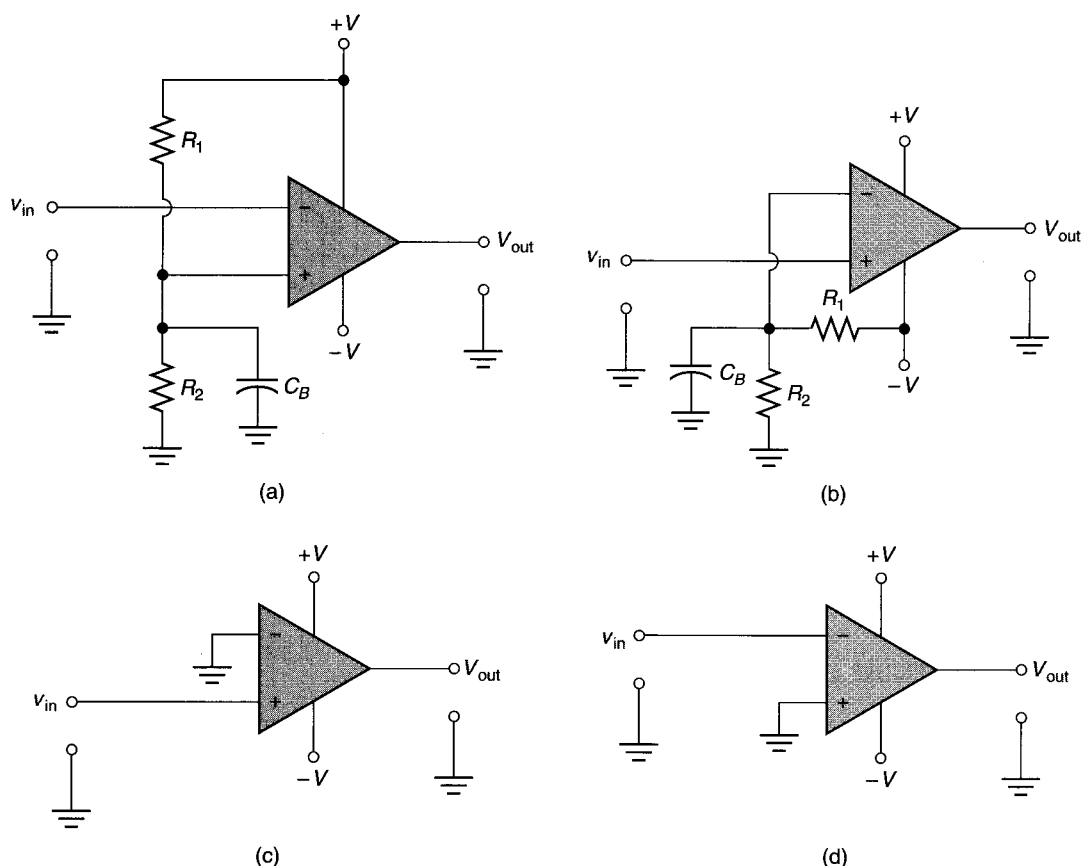 +V
R1
vin
−
+
Vout
−V
R2
CB
(a)
+V
−
Vout
vin
+
R1
CB
−V
R2
(b)
+V
−
Vout
vin
+
−V
(c)
+V
vin
−
Vout
+
−V
(d)